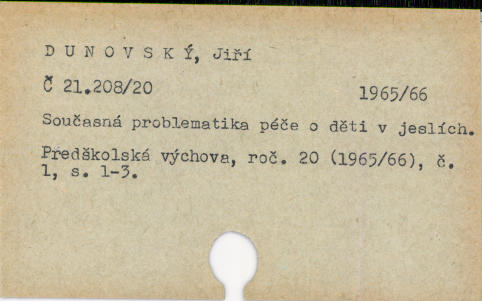 D U N O V S K Ý, Jiří
Č 21.208/20 1965/66
Současná problematika péče o děti v jeslích.
Předškolská výchova, roč. 20 (1965/66), č.
1, s. 1-3.